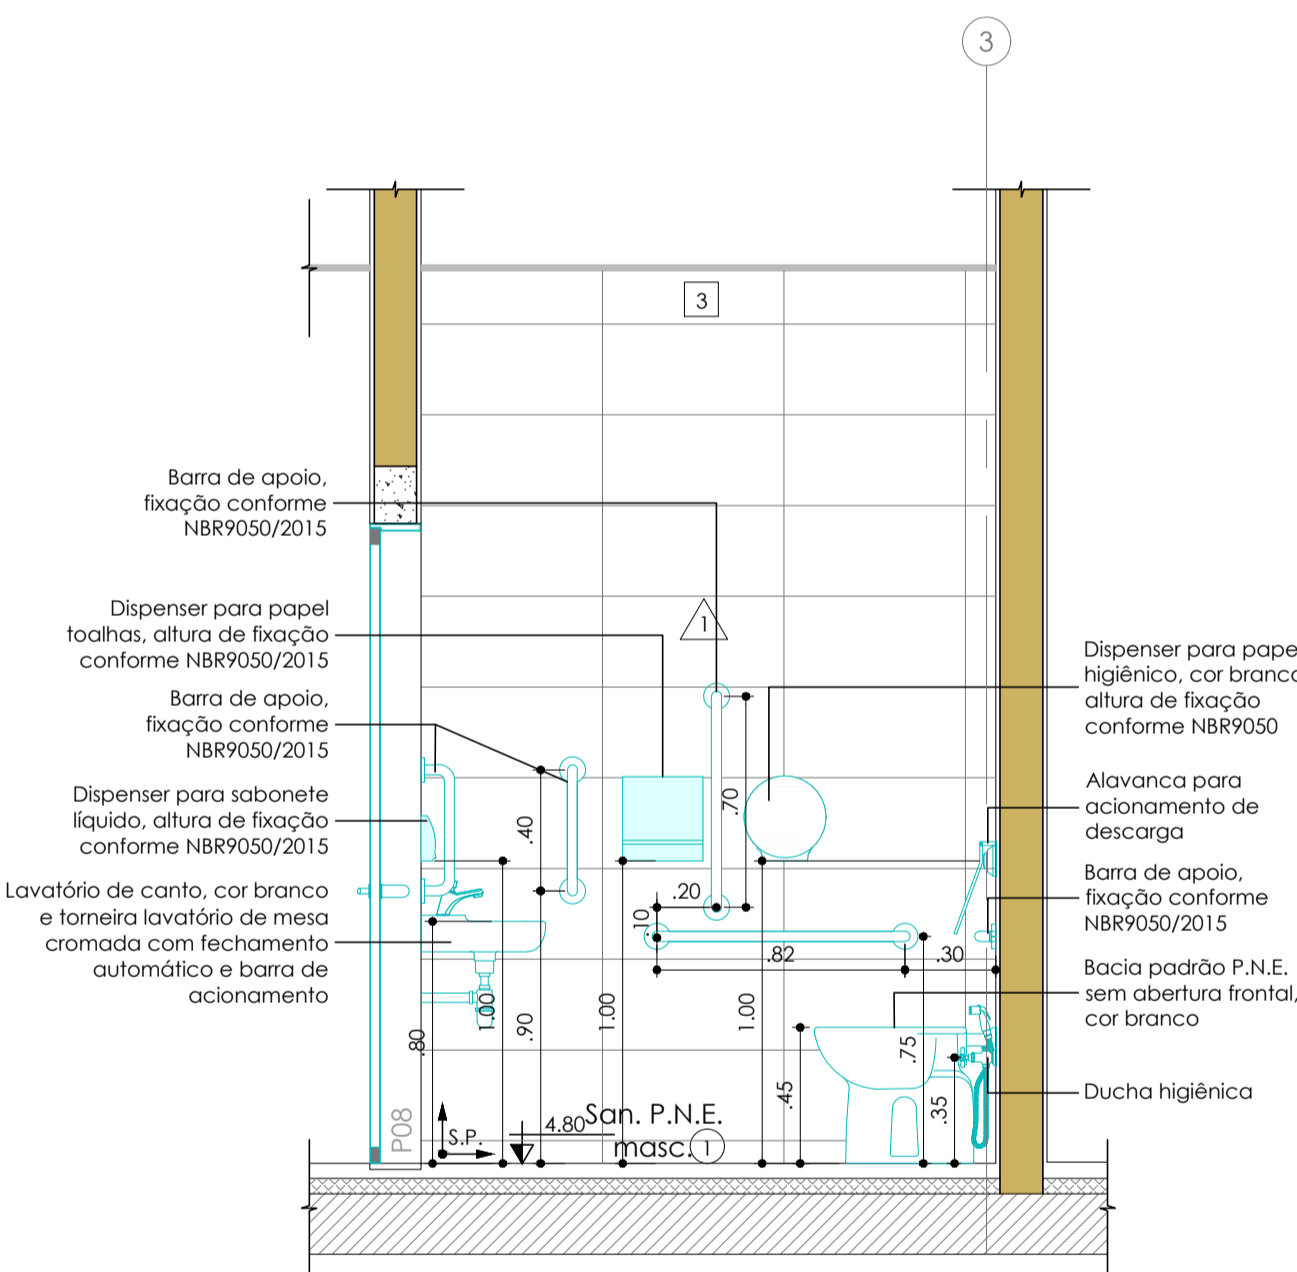 3
3
Barra de apoio,
fixação conforme
NBR9050/2015
Dispenser para papel
toalhas, altura de fixação
conforme NBR9050/2015
1
Barra de apoio,
fixação conforme
NBR9050/2015
Dispenser para sabonete
líquido, altura de fixação
conforme NBR9050/2015
Lavatório de canto, cor branco
e torneira lavatório de mesa
cromada com fechamento
automático e barra de
acionamento
Dispenser para pape
higiênico, cor branco
altura de fixação
conforme NBR9050
Alavanca para
acionamento de
descarga
Barra de apoio,
fixação conforme
NBR9050/2015
Bacia padrão P.N.E.
sem abertura frontal,
cor branco
Ducha higiênica
.40
.70
.20
.10
.82
.30
.80
1.00
.90
1.00
1.00
.45
.75
.35
P08
S.P.
4.80
San. P.N.E.
masc. 1